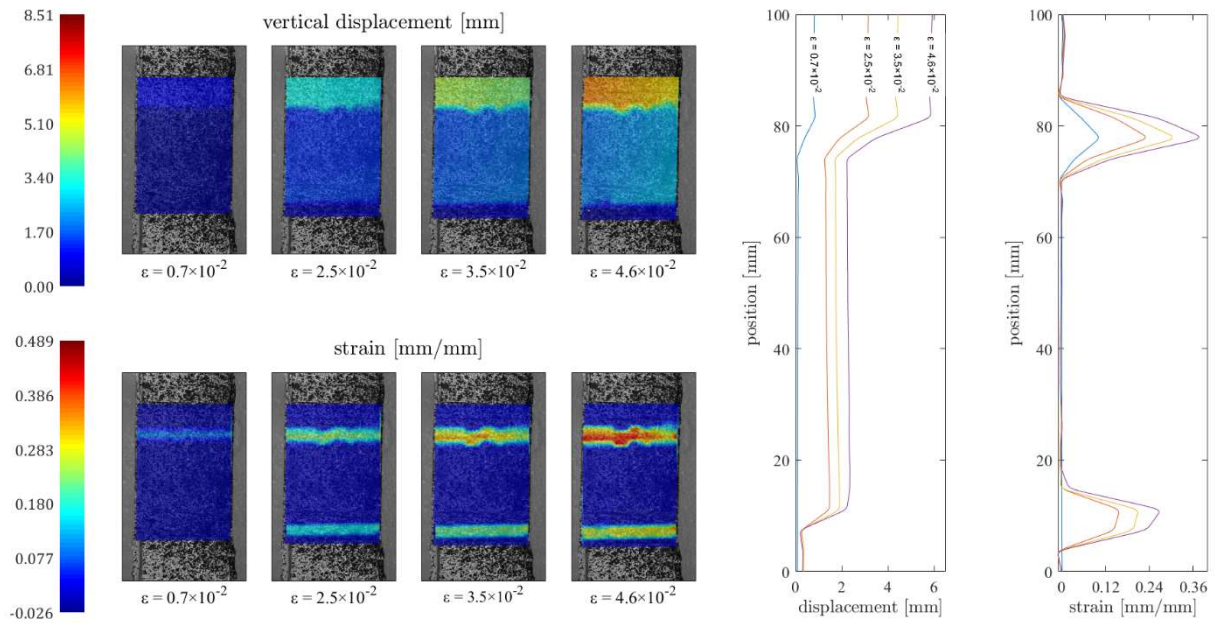 vertical displacement [mm]
8.51
6.81
5.10
3.40
1.70
0.00
ε = 0.7×10⁻²
ε = 2.5×10⁻²
ε = 3.5×10⁻²
ε = 4.6×10⁻²
strain [mm/mm]
0.489
0.386
0.283
0.180
0.077
-0.026
ε = 0.7×10⁻²
ε = 2.5×10⁻²
ε = 3.5×10⁻²
ε = 4.6×10⁻²
100
80
60
40
20
0
position [mm]
ε = 0.7×10⁻²
ε = 2.5×10⁻²
ε = 3.5×10⁻²
ε = 4.6×10⁻²
0
2
4
6
displacement [mm]
100
80
60
40
20
0
position [mm]
0
0.12
0.24
0.36
strain [mm/mm]